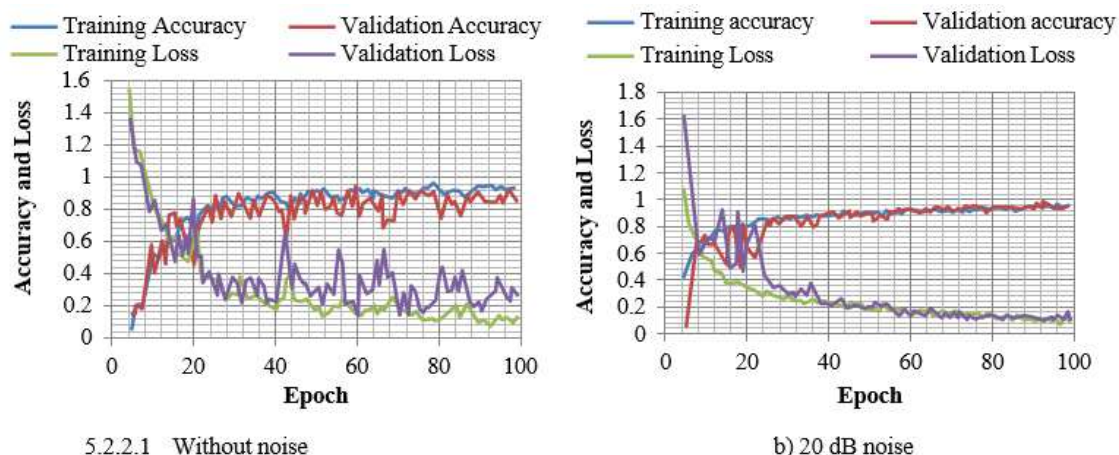 Training Accuracy Validation Accuracy
Training Loss Validation Loss
1.6
1.4
1.2
1
0.8
0.6
0.4
0.2
0
0 20 40 60 80 100
Accuracy and Loss
Epoch
5.2.2.1 Without noise
Training accuracy Validation accuracy
Training Loss Validation Loss
1.8
1.6
1.4
1.2
1
0.8
0.6
0.4
0.2
0
0 20 40 60 80 100
Accuracy and Loss
Epoch
b) 20 dB noise